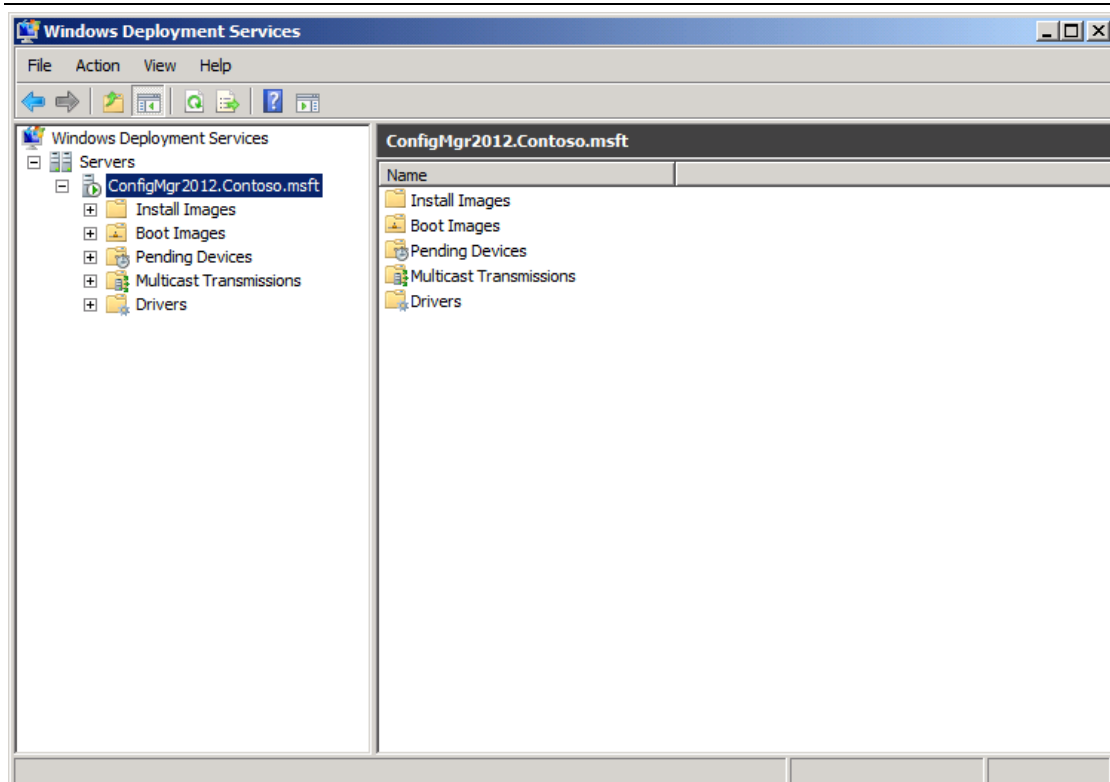 Windows Deployment Services
File Action View Help
Windows Deployment Services
Servers
ConfigMgr2012.Contoso.msft
Install Images
Boot Images
Pending Devices
Multicast Transmissions
Drivers
ConfigMgr2012.Contoso.msft
Name
Install Images
Boot Images
Pending Devices
Multicast Transmissions
Drivers